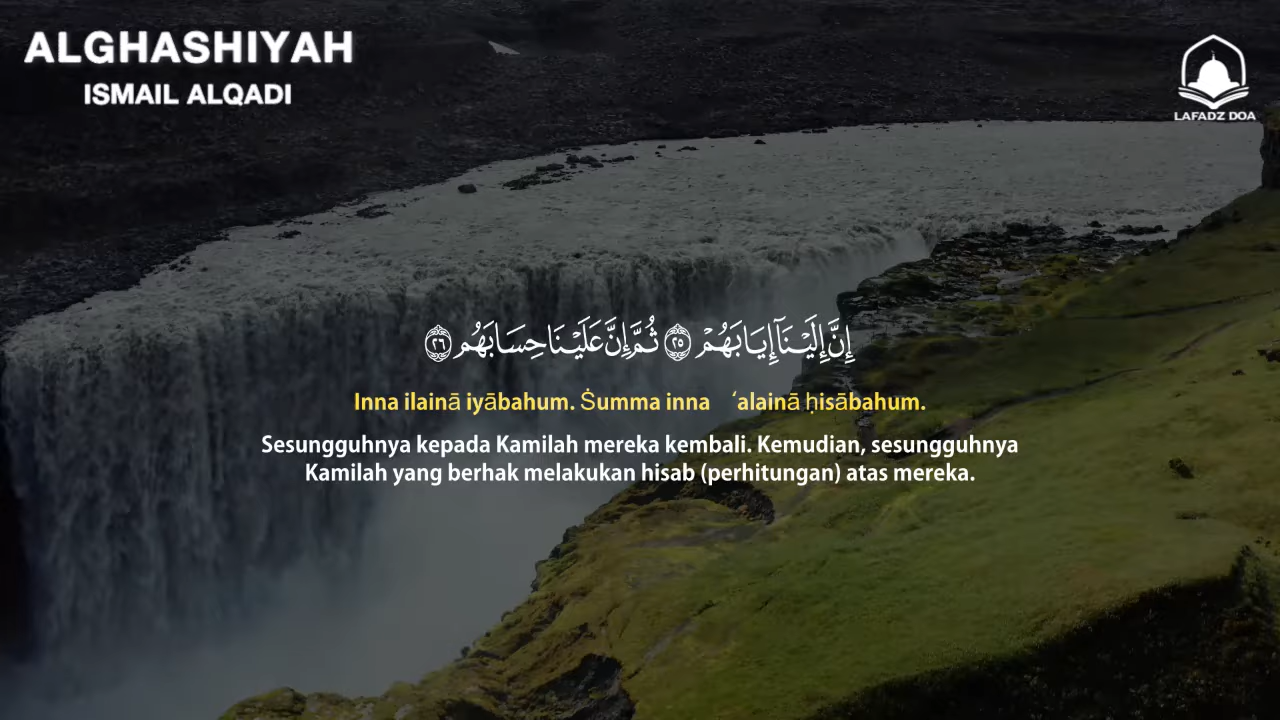 ALGHASHIYAH
ISMAIL ALQADI
LAFADZ DOA
إِنَّ إِلَيْنَآ إِيَابَهُمْ ٢٥ ثُمَّ إِنَّ عَلَيْنَا حِسَابَهُم ٢٦
Inna ilainā iyābahum. Ṡumma inna ‘alainā ḥisābahum.
Sesungguhnya kepada Kamilah mereka kembali. Kemudian, sesungguhnya
Kamilah yang berhak melakukan hisab (perhitungan) atas mereka.